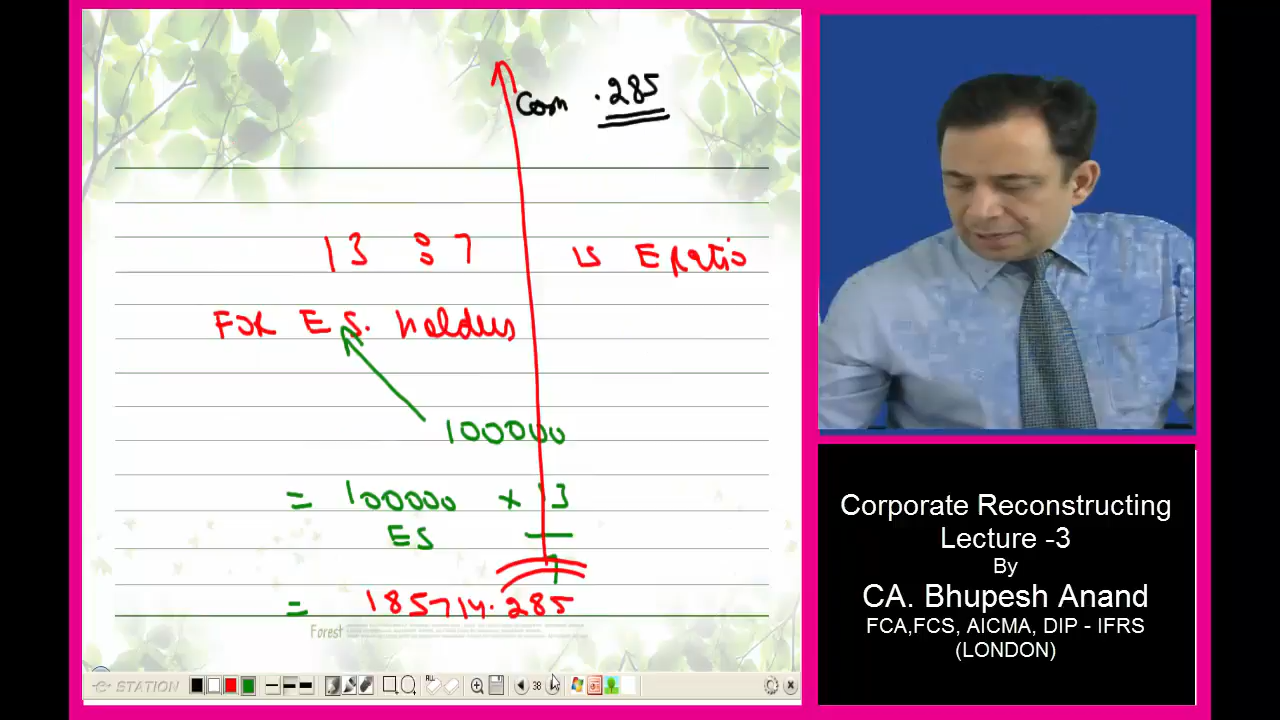 Com .285
13 : 7 is E ratio
FOR E S. holders
100000
= 100000 × 13
ES 7
= 185714.285
Forest
e-STATION
38
Corporate Reconstructing
Lecture -3
By
CA. Bhupesh Anand
FCA,FCS, AICMA, DIP - IFRS
(LONDON)